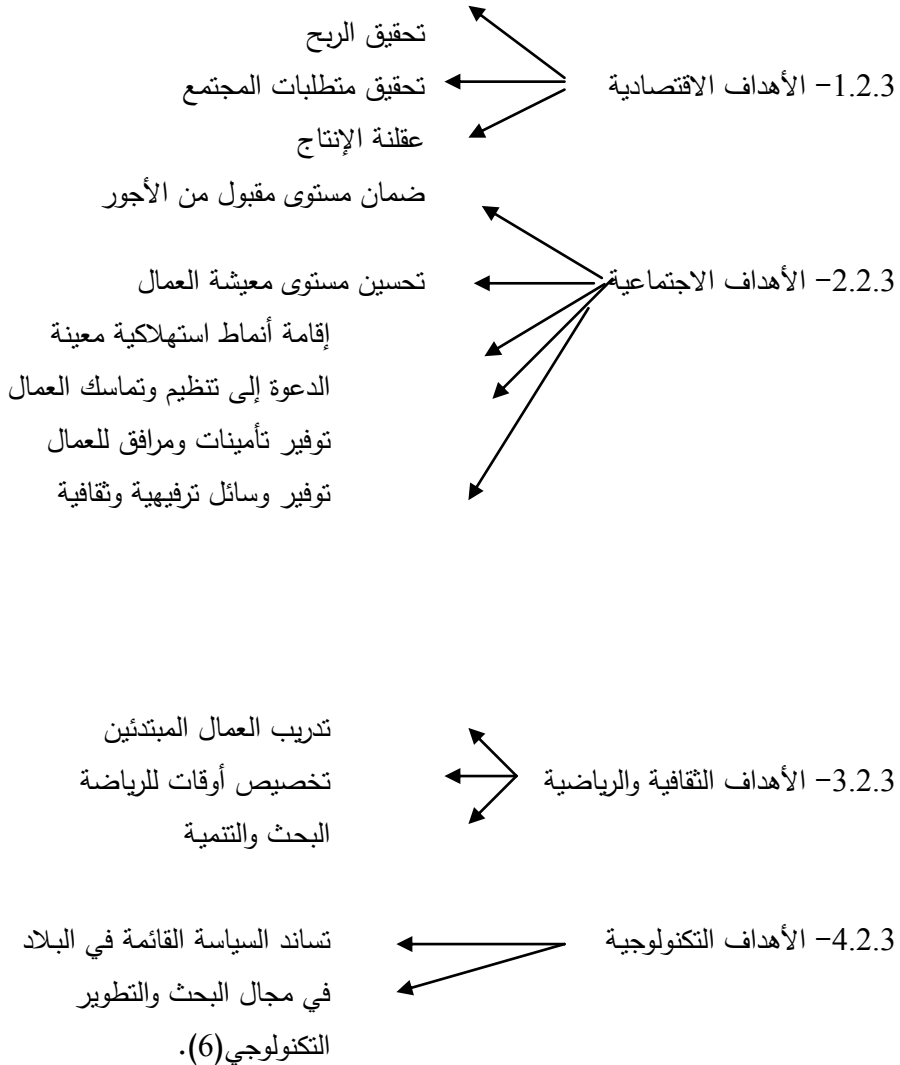 تحقيق الربح
1.2.3- الأهداف الاقتصادية تحقيق متطلبات المجتمع
عقلنة الإنتاج
ضمان مستوى مقبول من الأجور
2.2.3- الأهداف الاجتماعية تحسين مستوى معيشة العمال
إقامة أنماط استهلاكية معينة
الدعوة إلى تنظيم وتماسك العمال
توفير تأمينات ومرافق للعمال
توفير وسائل ترفيهية وثقافية
تدريب العمال المبتدئين
3.2.3- الأهداف الثقافية والرياضية تخصيص أوقات للرياضة
البحث والتنمية
4.2.3- الأهداف التكنولوجية تساند السياسة القائمة في البلاد
في مجال البحث والتطوير
التكنولوجي(6).